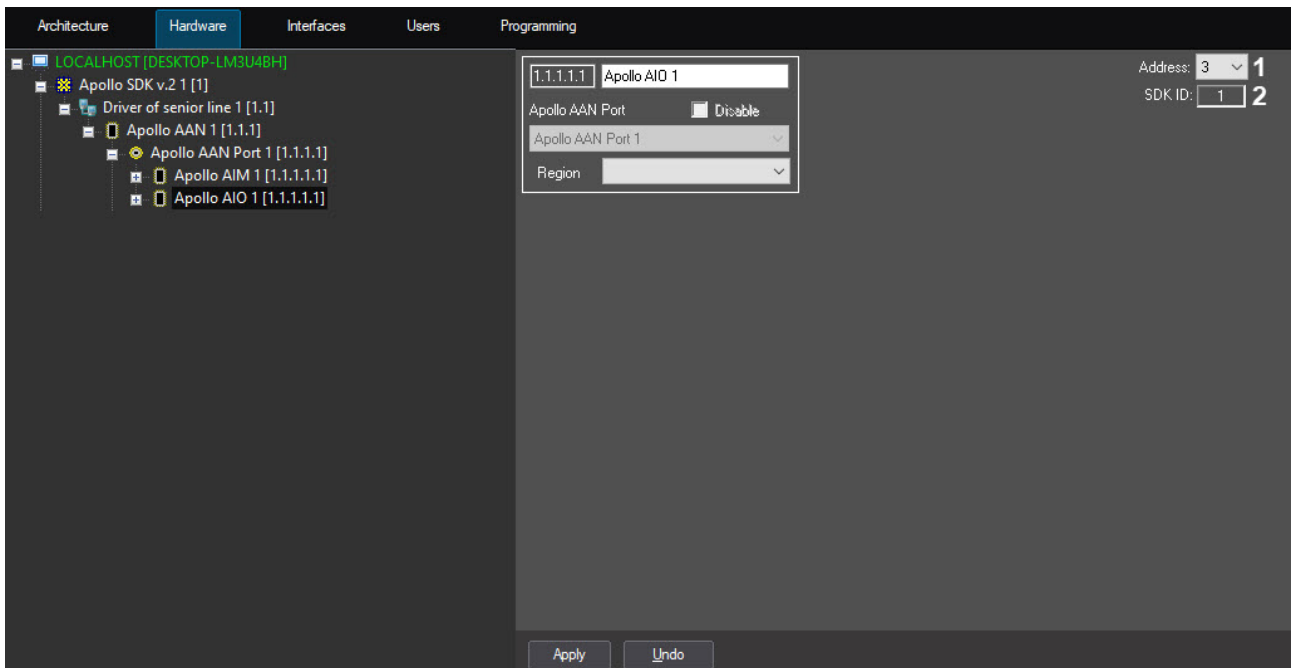 Architecture Hardware Interfaces Users Programming
LOCALHOST [DESKTOP-LM3U4BH]
Apollo SDK v.2 1 [1]
Driver of senior line 1 [1.1]
Apollo AAN 1 [1.1.1]
Apollo AAN Port 1 [1.1.1.1]
Apollo AIM 1 [1.1.1.1.1]
Apollo AIO 1 [1.1.1.1.1]
1.1.1.1.1 Apollo AIO 1
Apollo AAN Port Disable
Apollo AAN Port 1
Region
Address: 3 1
SDK ID: 1 2
Apply Undo